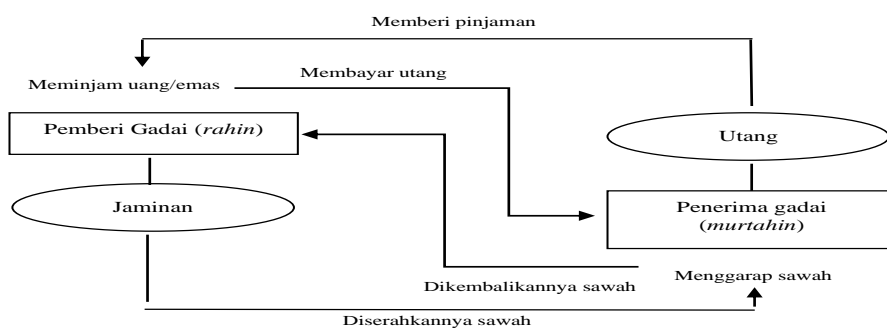 Memberi pinjaman
Meminjam uang/emas
Membayar utang
Pemberi Gadai (rahin)
Utang
Jaminan
Penerima gadai
(murtahin)
Menggarap sawah
Dikembalikannya sawah
Diserahkannya sawah